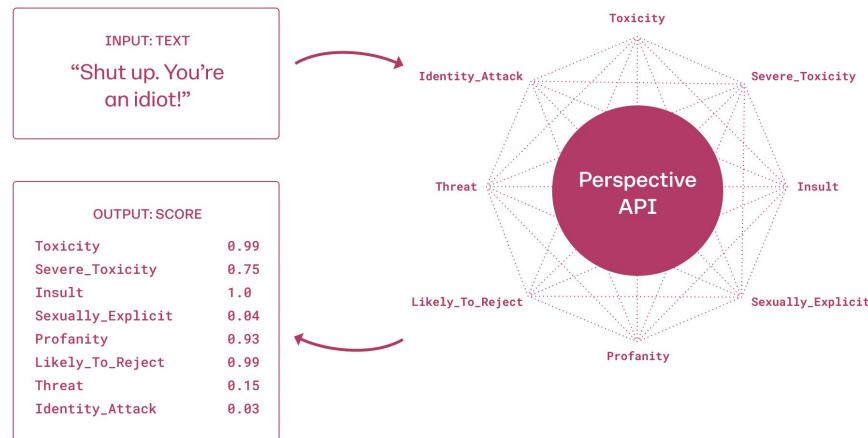 INPUT: TEXT
“Shut up. You’re
an idiot!”
OUTPUT: SCORE
Toxicity 0.99
Severe_Toxicity 0.75
Insult 1.0
Sexually_Explicit 0.04
Profanity 0.93
Likely_To_Reject 0.99
Threat 0.15
Identity_Attack 0.03
Toxicity
Identity_Attack
Severe_Toxicity
Threat
Perspective
API
Insult
Likely_To_Reject
Sexually_Explicit
Profanity